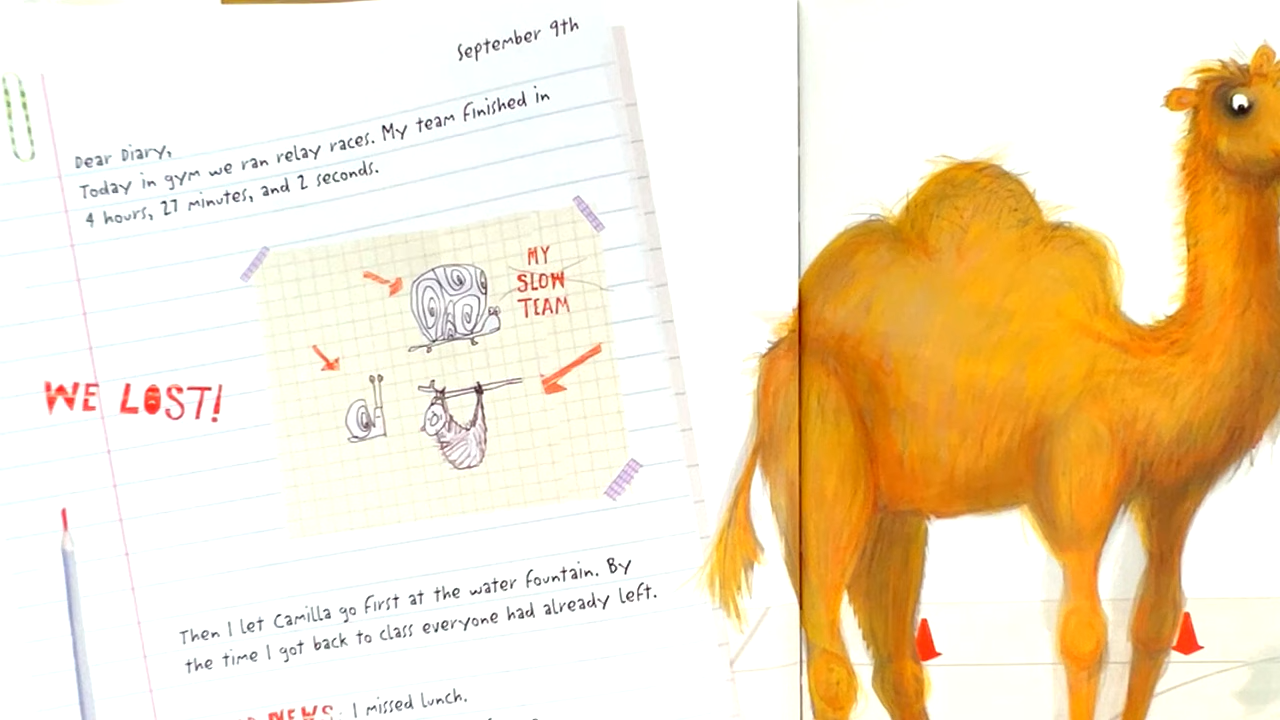 September 9th
Dear Diary,
Today in gym we ran relay races. My team finished in
4 hours, 27 minutes, and 2 seconds.
MY
SLOW
TEAM
WE LOST!
Then I let Camilla go first at the water fountain. By
the time I got back to class everyone had already left.
NEWS: I missed lunch.